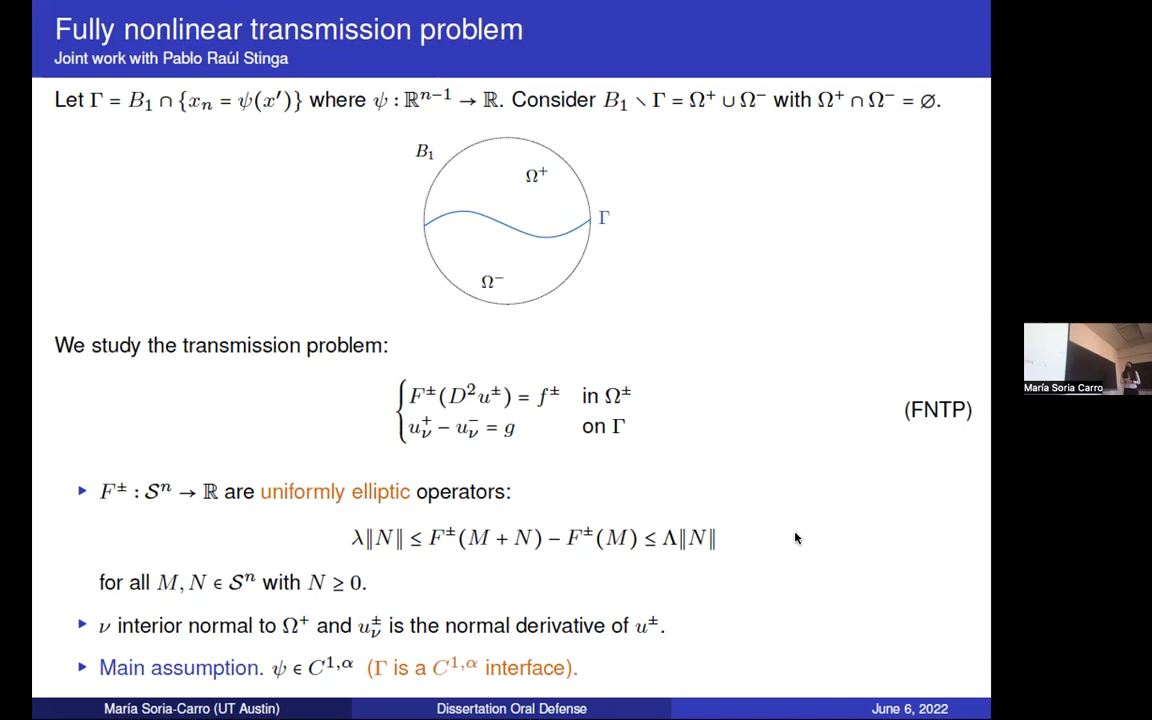 Fully nonlinear transmission problem
Joint work with Pablo Raúl Stinga
Let Γ = B₁ ∩ {xₙ = ψ(x′)} where ψ : ℝⁿ⁻¹ → ℝ. Consider B₁ ∖ Γ = Ω⁺ ∪ Ω⁻ with Ω⁺ ∩ Ω⁻ = ∅.
B₁
Ω⁺
Γ
Ω⁻
We study the transmission problem:
F±(D²u±) = f± in Ω±
u⁺_ν − u⁻_ν = g on Γ
(FNTP)
▸ F± : 𝒮ⁿ → ℝ are uniformly elliptic operators:
λ‖N‖ ≤ F±(M + N) − F±(M) ≤ Λ‖N‖
for all M, N ∈ 𝒮ⁿ with N ≥ 0.
▸ ν interior normal to Ω⁺ and u±_ν is the normal derivative of u±.
▸ Main assumption. ψ ∈ C^{1,α} (Γ is a C^{1,α} interface).
María Soria-Carro (UT Austin) Dissertation Oral Defense June 6, 2022
María Soria Carro